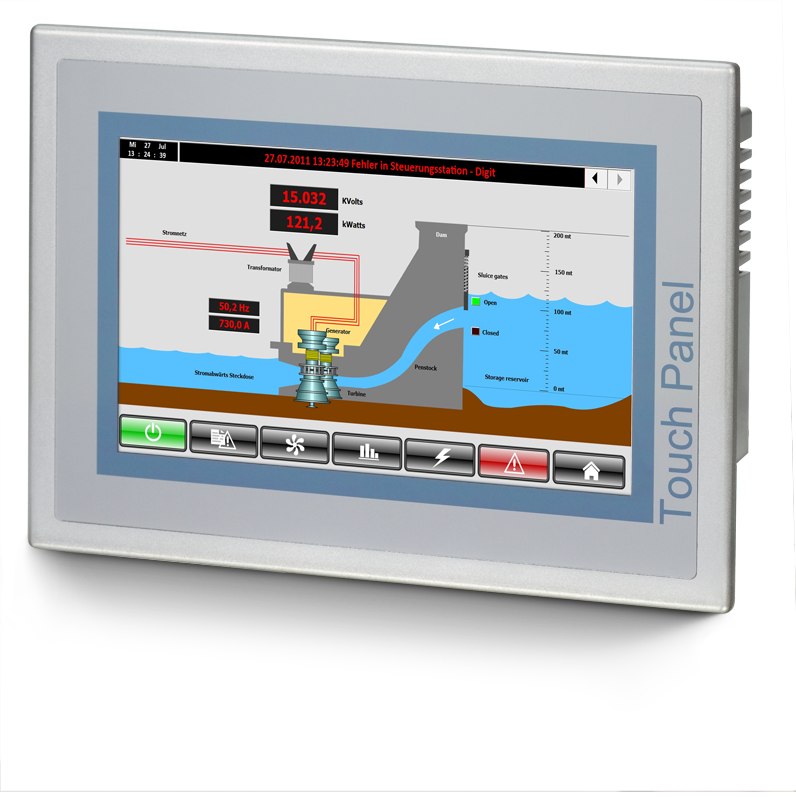 Mi 27 Jul
13 : 24 : 39
27.07.2011 13:23:49 Fehler in Steuerungsstation - Digit
15.032 KVolts
121,2 kWatts
Stromnetz
Transformator
50,2 Hz
730,0 A
Generator
Turbine
Stromabwärts Steckdose
Dam
Penstock
Sluice gates
Open
Closed
Storage reservoir
200 mt
150 mt
100 mt
50 mt
0 mt
Touch Panel